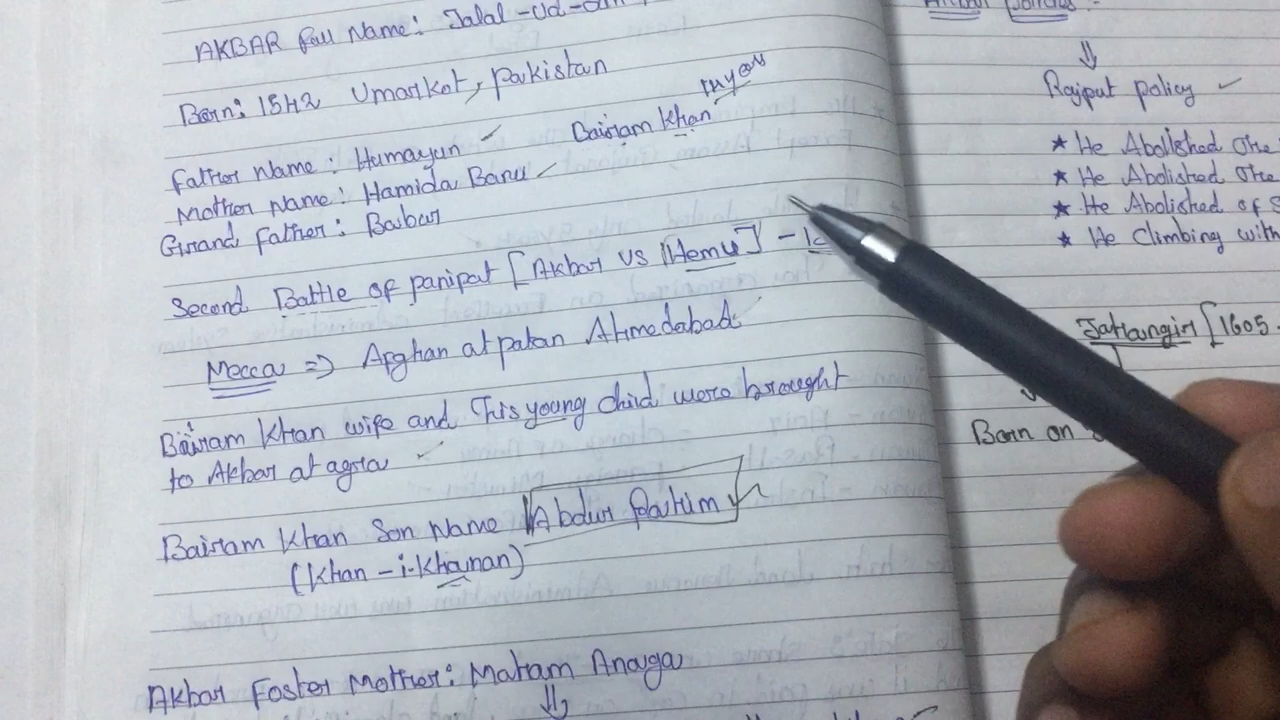 AKBAR Full Name: Jalal-Ud-Din
Born: 1542 Umarkot, Pakistan
Father Name: Humayun
Bairam Khan
Mother Name: Hamida Banu
Grand Father: Babur
Second Battle of panipat [Akbar VS Hemu] -
Mecca => Afghan at patan Ahmedabad
Bairam Khan wife and his young child were brought
to Akbar at agra
Bairam Khan Son Name Abdur Rahim
(Khan-i-Khanan)
Akbar Foster Mother: Maham Anaga
Rajput policy
* He Abolished the
* He Abolished the
* He Abolished of S
* He Climbing with
Jahangir [1605
Born on